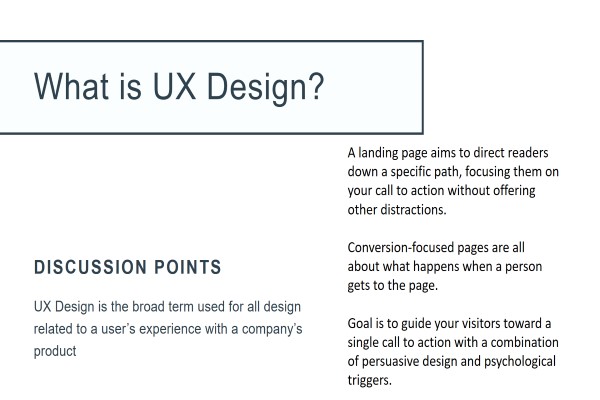 What is UX Design?
A landing page aims to direct readers
down a specific path, focusing them on
your call to action without offering
other distractions.
Conversion-focused pages are all
about what happens when a person
gets to the page.
Goal is to guide your visitors toward a
single call to action with a combination
of persuasive design and psychological
triggers.
DISCUSSION POINTS
UX Design is the broad term used for all design
related to a user’s experience with a company’s
product